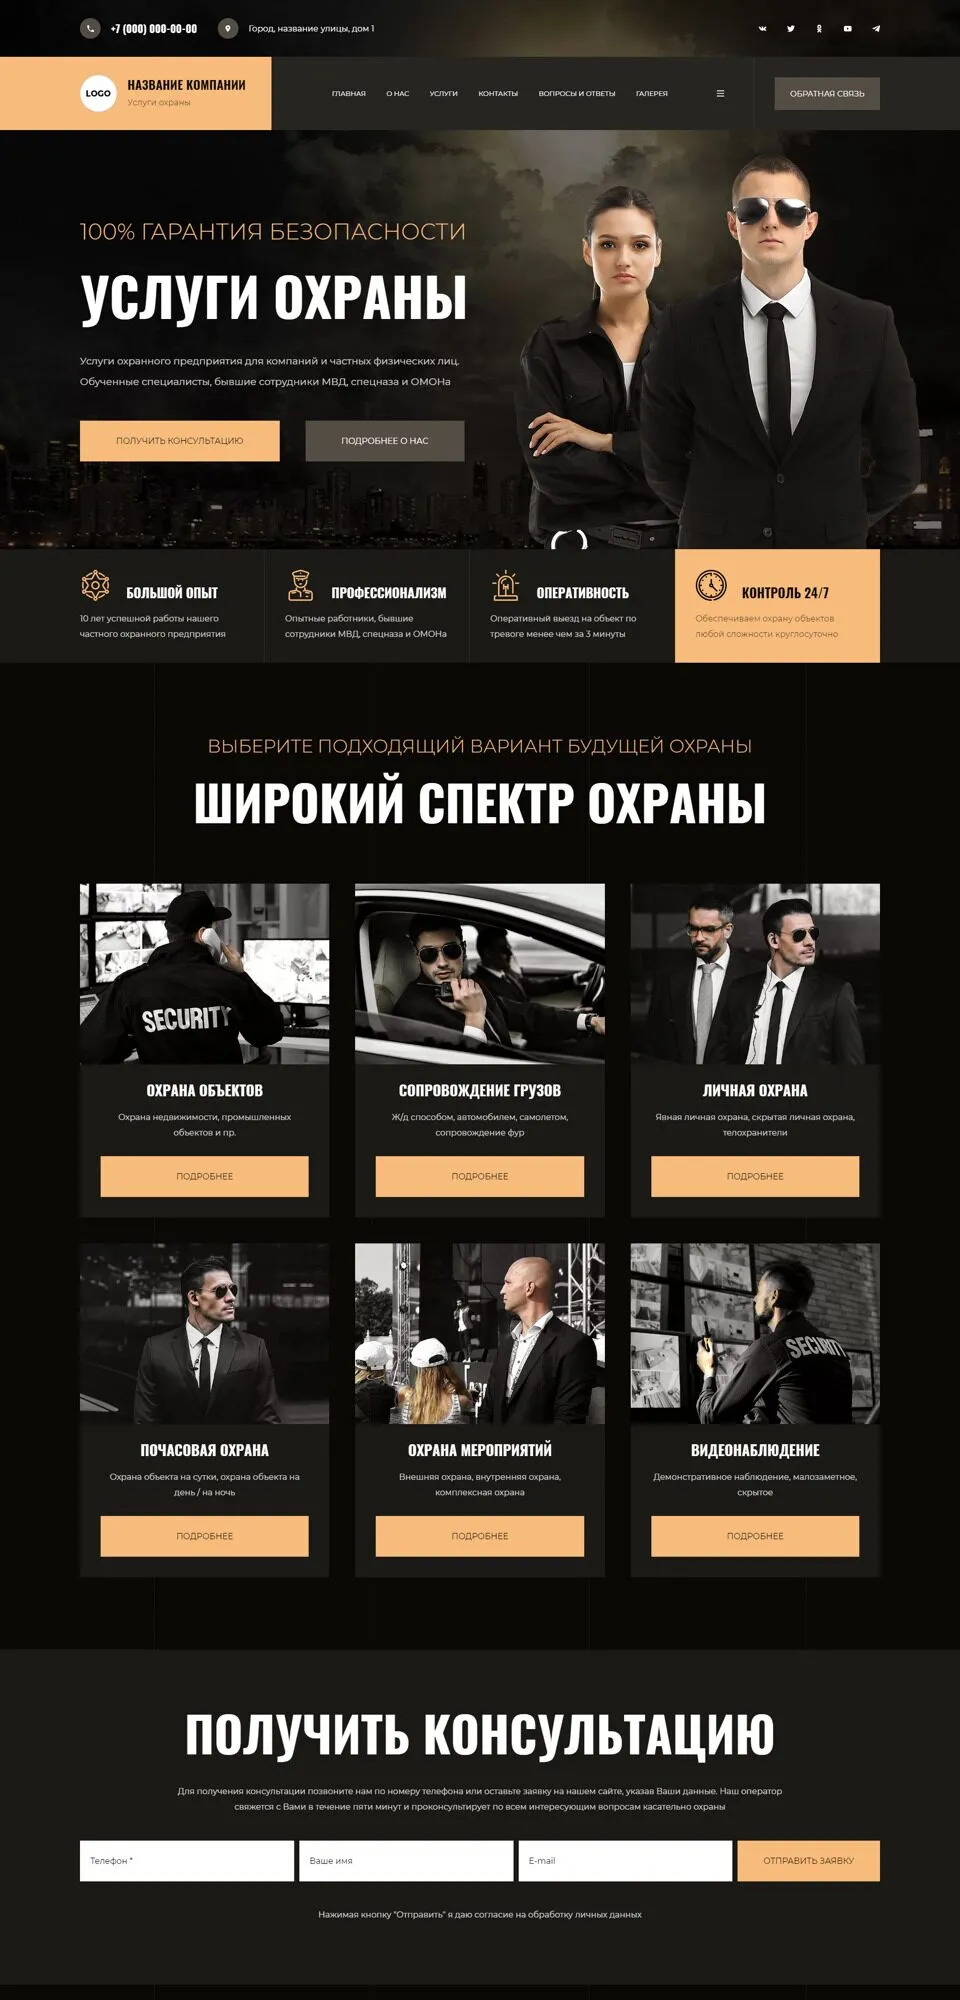 +7 (000) 000-00-00
Город, название улицы, дом 1
LOGO
НАЗВАНИЕ КОМПАНИИ
Услуги охраны
ГЛАВНАЯ
О НАС
УСЛУГИ
КОНТАКТЫ
ВОПРОСЫ И ОТВЕТЫ
ГАЛЕРЕЯ
ОБРАТНАЯ СВЯЗЬ
100% ГАРАНТИЯ БЕЗОПАСНОСТИ
УСЛУГИ ОХРАНЫ
Услуги охранного предприятия для компаний и частных физических лиц.
Обученные специалисты, бывшие сотрудники МВД, спецназа и ОМОНа
ПОЛУЧИТЬ КОНСУЛЬТАЦИЮ
ПОДРОБНЕЕ О НАС
БОЛЬШОЙ ОПЫТ
10 лет успешной работы нашего
частного охранного предприятия
ПРОФЕССИОНАЛИЗМ
Опытные работники, бывшие
сотрудники МВД, спецназа и ОМОНа
ОПЕРАТИВНОСТЬ
Оперативный выезд на объект по
тревоге менее чем за 3 минуты
КОНТРОЛЬ 24/7
Обеспечиваем охрану объектов
любой сложности круглосуточно
ВЫБЕРИТЕ ПОДХОДЯЩИЙ ВАРИАНТ БУДУЩЕЙ ОХРАНЫ
ШИРОКИЙ СПЕКТР ОХРАНЫ
SECURITY
ОХРАНА ОБЪЕКТОВ
Охрана недвижимости, промышленных
объектов и пр.
ПОДРОБНЕЕ
СОПРОВОЖДЕНИЕ ГРУЗОВ
Ж/д способом, автомобилем, самолетом,
сопровождение фур
ПОДРОБНЕЕ
ЛИЧНАЯ ОХРАНА
Явная личная охрана, скрытая личная охрана,
телохранители
ПОДРОБНЕЕ
ПОЧАСОВАЯ ОХРАНА
Охрана объекта на сутки, охрана объекта на
день / на ночь
ПОДРОБНЕЕ
ОХРАНА МЕРОПРИЯТИЙ
Внешняя охрана, внутренняя охрана,
комплексная охрана
ПОДРОБНЕЕ
SECURITY
ВИДЕОНАБЛЮДЕНИЕ
Демонстративное наблюдение, малозаметное,
скрытое
ПОДРОБНЕЕ
ПОЛУЧИТЬ КОНСУЛЬТАЦИЮ
Для получения консультации позвоните нам по номеру телефона или оставьте заявку на нашем сайте, указав Ваши данные. Наш оператор
свяжется с Вами в течение пяти минут и проконсультирует по всем интересующим вопросам касательно охраны
Телефон *
Ваше имя
E-mail
ОТПРАВИТЬ ЗАЯВКУ
Нажимая кнопку "Отправить" я даю согласие на обработку личных данных